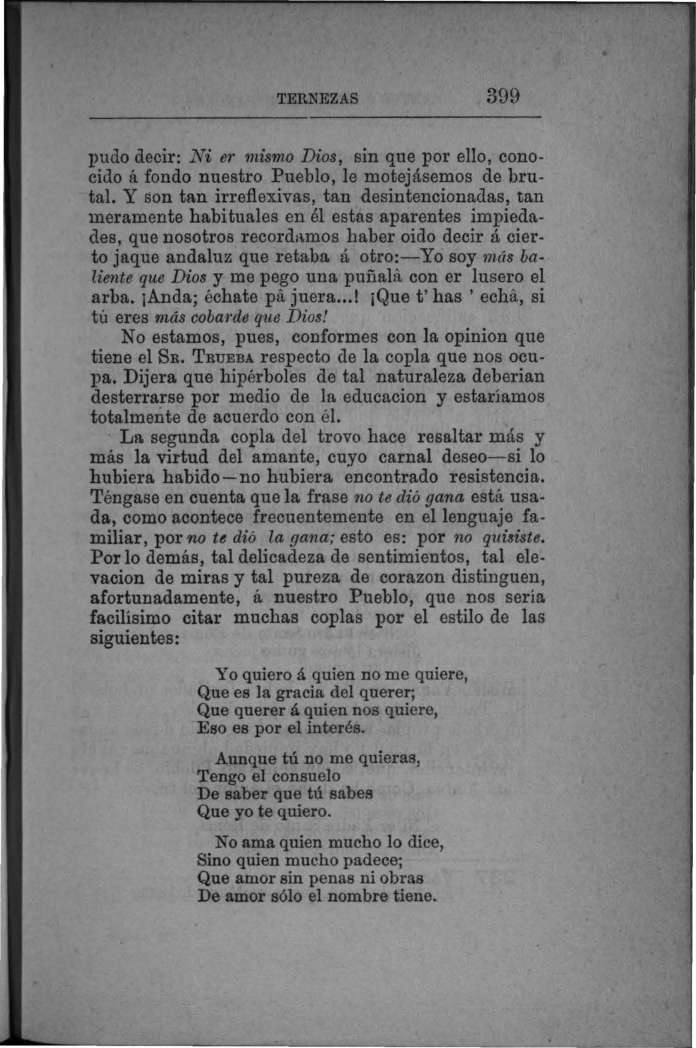 TERNEZAS 399
pudo decir: Ni er mismo Dios, sin que por ello, cono-
cido á fondo nuestro Pueblo, le motejásemos de bru-
tal. Y son tan irreflexivas, tan desintencionadas, tan
meramente habituales en él estas aparentes impieda-
des, que nosotros recordamos haber oido decir á cier-
to jaque andaluz que retaba á otro:—Yo soy más ba-
liente que Dios y me pego una puñalâ con er lusero el
arba. ¡Anda; échate pâ juera...! ¡Que t' has ' echâ, si
tú eres más cobarde que Dios!
No estamos, pues, conformes con la opinion que
tiene el SR. TRUEBA respecto de la copla que nos ocu-
pa. Dijera que hipérboles de tal naturaleza deberian
desterrarse por medio de la educacion y estaríamos
totalmente de acuerdo con él.
La segunda copla del trovo hace resaltar más y
más la virtud del amante, cuyo carnal deseo—si lo
hubiera habido—no hubiera encontrado resistencia.
Téngase en cuenta que la frase no te dió gana está usa-
da, como acontece frecuentemente en el lenguaje fa-
miliar, por no te dió la gana; esto es: por no quisiste.
Por lo demás, tal delicadeza de sentimientos, tal ele-
vacion de miras y tal pureza de corazon distinguen,
afortunadamente, á nuestro Pueblo, que nos sería
facilísimo citar muchas coplas por el estilo de las
siguientes:
Yo quiero á quien no me quiere,
Que es la gracia del querer;
Que querer á quien nos quiere,
Eso es por el interés.
Aunque tú no me quieras,
Tengo el consuelo
De saber que tú sabes
Que yo te quiero.
No ama quien mucho lo dice,
Sino quien mucho padece;
Que amor sin penas ni obras
De amor sólo el nombre tiene.